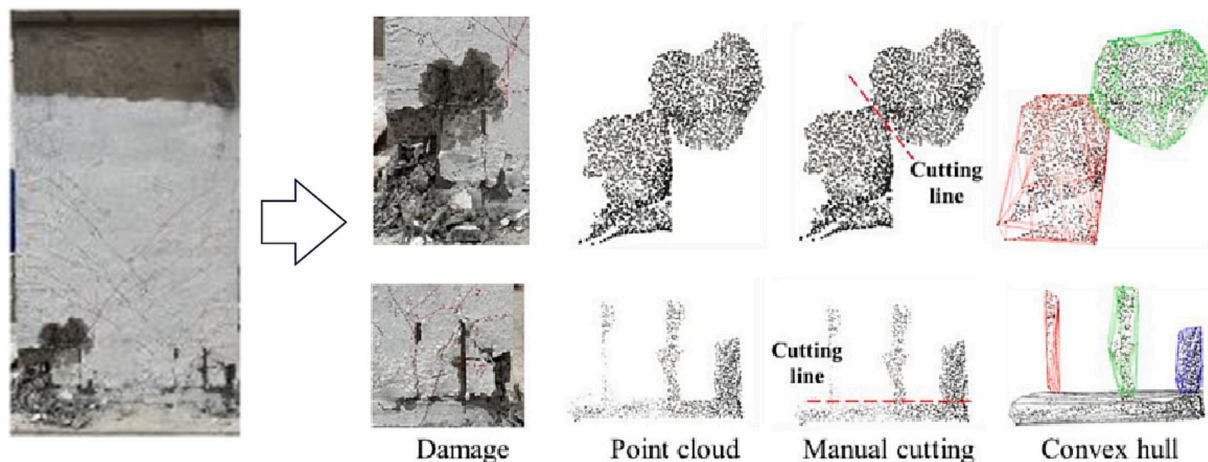 Cutting
line
Cutting
line
Damage
Point cloud
Manual cutting
Convex hull